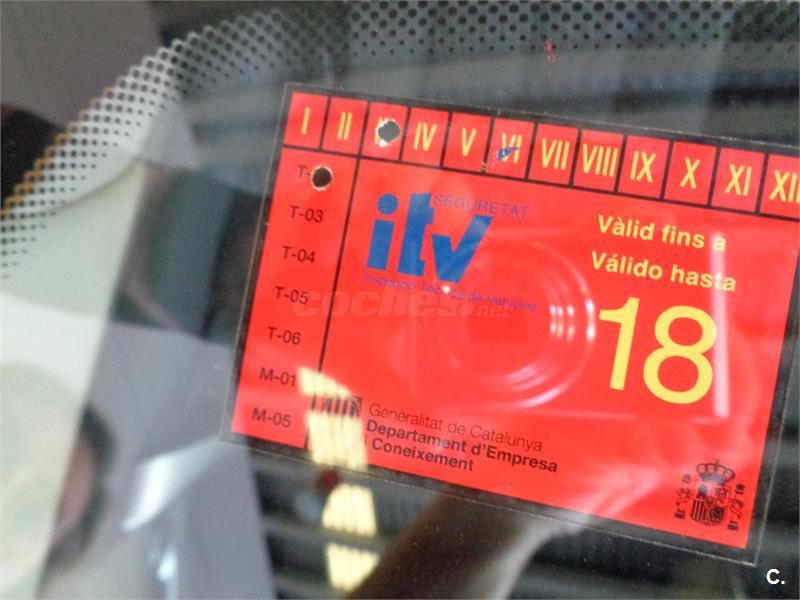 I II IV V VI VII VIII IX X XI XII
T-
T-03
T-04
T-05
T-06
M-01
M-05
SEGURETAT
itv
Inspecció Tècnica de Vehicles
Vàlid fins a
Válido hasta
18
coches.net
Generalitat de Catalunya
Departament d'Empresa
i Coneixement
C.